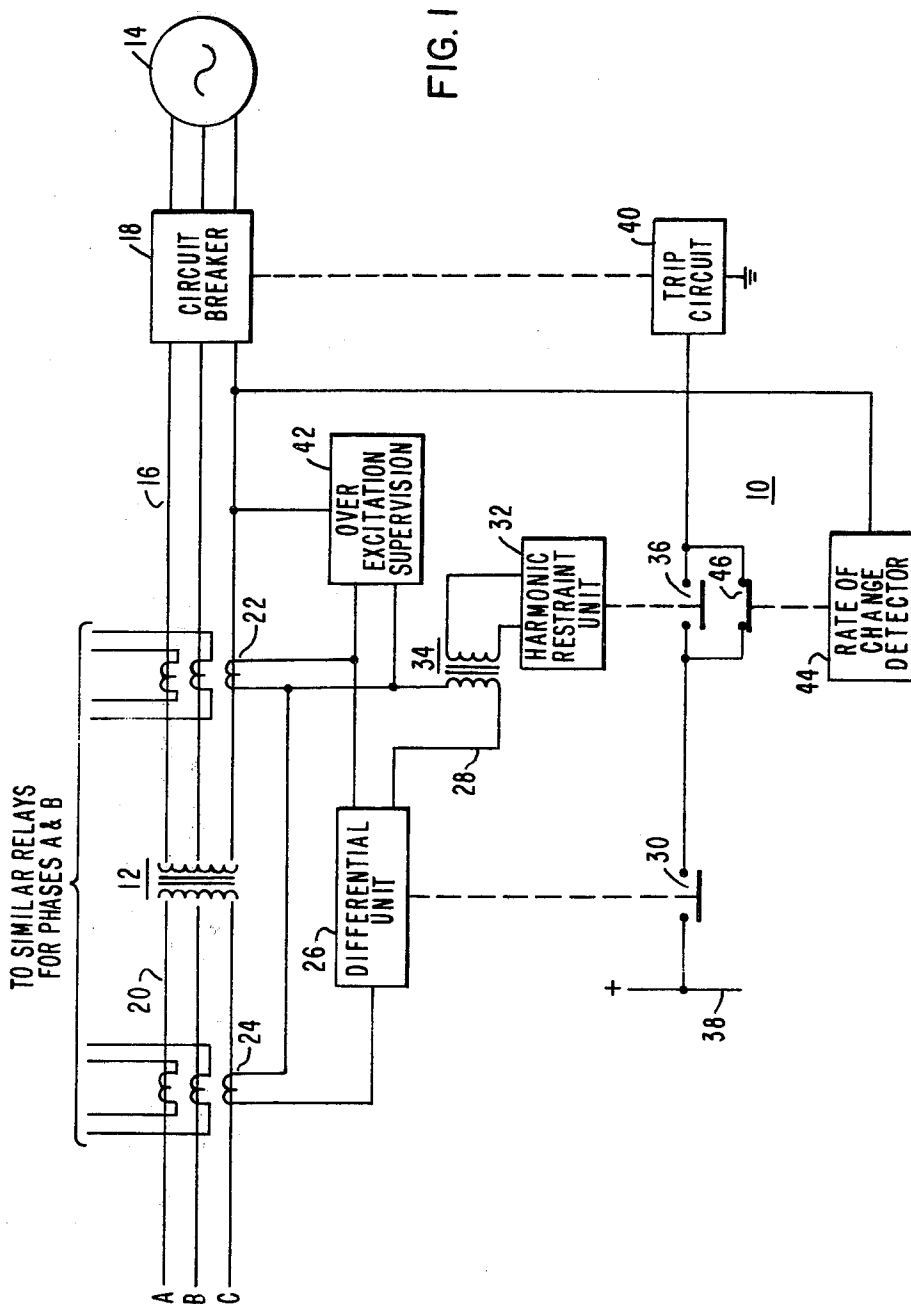 TO SIMILAR RELAYS
FOR PHASES A & B
FIG. 1
14
18
CIRCUIT
BREAKER
16
12
20
A
B
C
22
24
42
OVER
EXCITATION
SUPERVISION
26
DIFFERENTIAL
UNIT
28
34
32
HARMONIC
RESTRAINT
UNIT
40
TRIP
CIRCUIT
10
36
46
30
+
38
44
RATE OF
CHANGE
DETECTOR